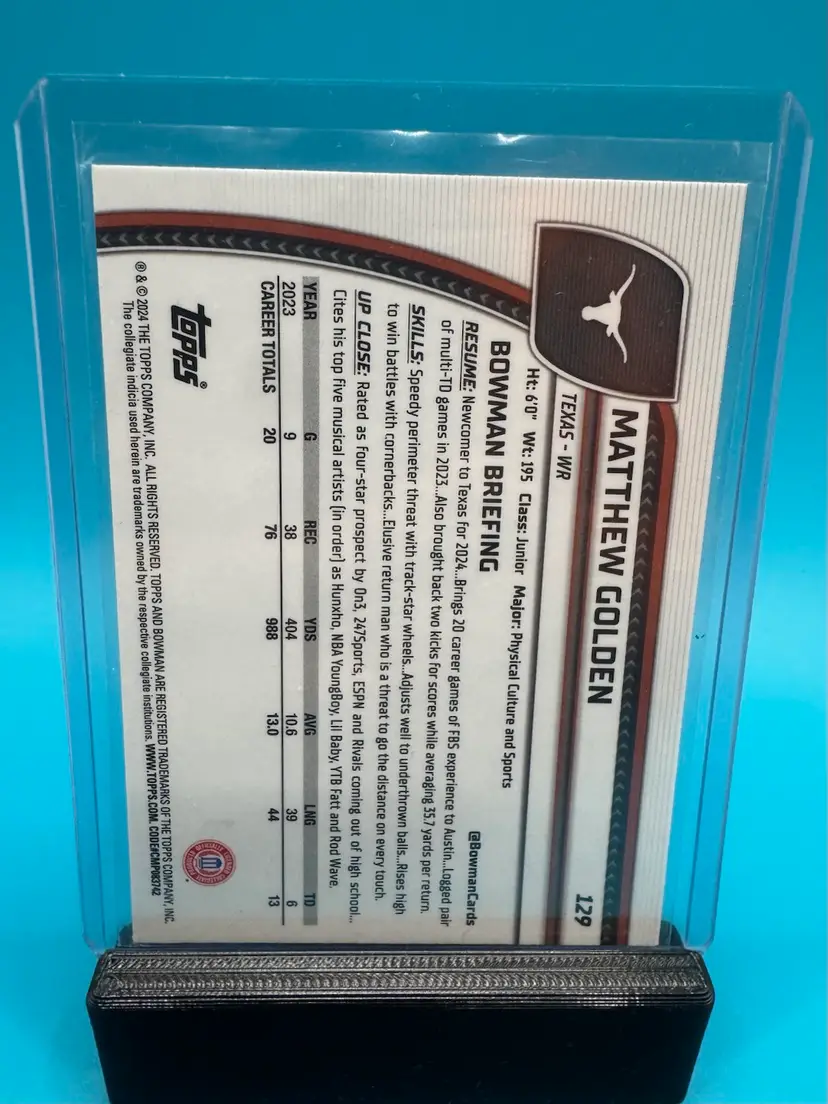 129
MATTHEW GOLDEN
TEXAS - WR
Ht: 6'0" Wt: 195 Class: Junior Major: Physical Culture and Sports
BOWMAN BRIEFING
@BowmanCards
RESUME: Newcomer to Texas for 2024...Brings 20 career games of FBS experience to Austin...Logged pair
of multi-TD games in 2023...Also brought back two kicks for scores while averaging 35.7 yards per return.
SKILLS: Speedy perimeter threat with track-star wheels...Adjusts well to underthrown balls...Rises high
to win battles with cornerbacks...Elusive return man who is a threat to go the distance on every touch.
UP CLOSE: Rated as four-star prospect by On3, 247Sports, ESPN and Rivals coming out of high school...
Cites his top five musical artists (in order) as Hunxho, NBA YoungBoy, Lil Baby, YTB Fatt and Rod Wave.
YEAR G REC YDS AVG LNG TD
2023 9 38 404 10.6 39 6
CAREER TOTALS 20 76 988 13.0 44 13
topps®
® & © 2024 THE TOPPS COMPANY, INC. ALL RIGHTS RESERVED. TOPPS AND BOWMAN ARE REGISTERED TRADEMARKS OF THE TOPPS COMPANY, INC.
The collegiate indicia used herein are trademarks owned by the respective collegiate institutions. WWW.TOPPS.COM. CODE#CMP083742